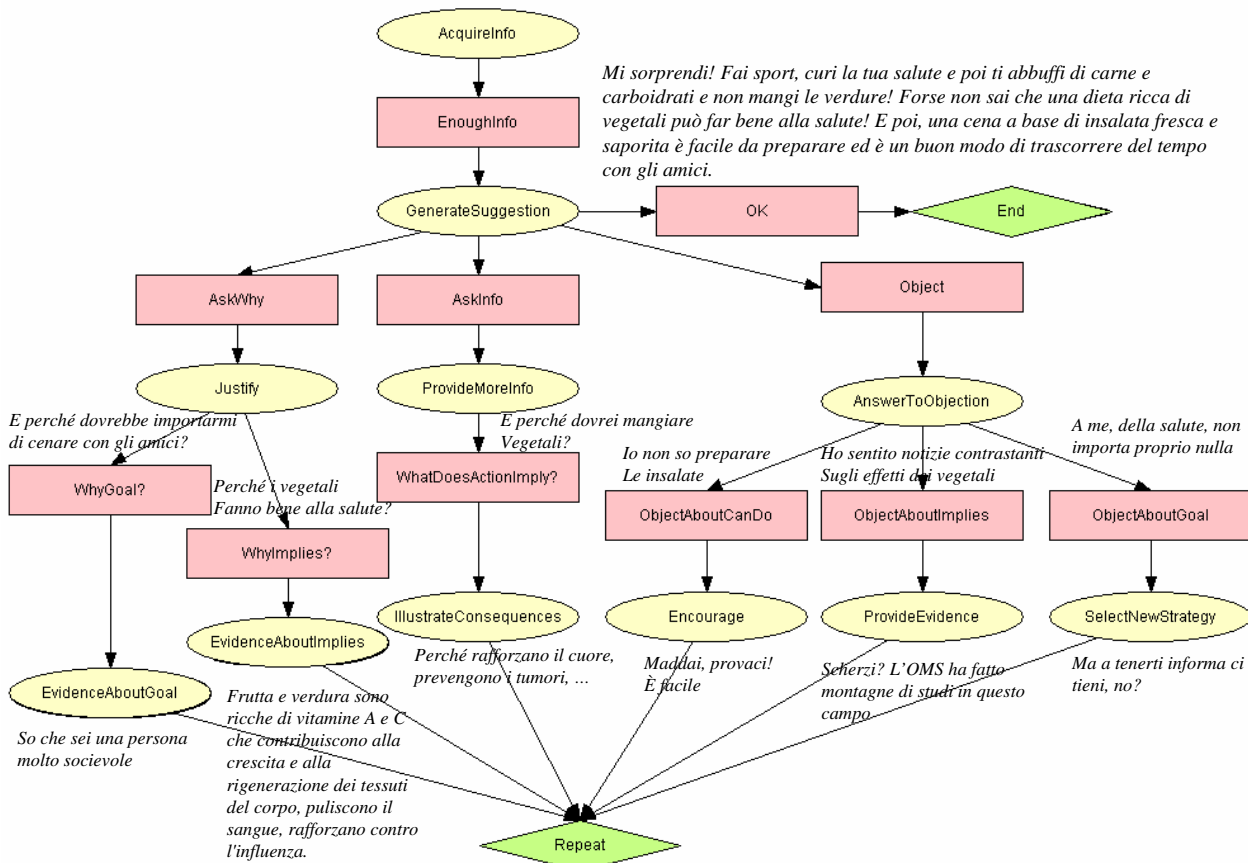 AcquireInfo
Mi sorprendi! Fai sport, curi la tua salute e poi ti abbuffi di carne e
carboidrati e non mangi le verdure! Forse non sai che una dieta ricca di
vegetali può far bene alla salute! E poi, una cena a base di insalata fresca e
saporita è facile da preparare ed è un buon modo di trascorrere del tempo
con gli amici.
EnoughInfo
GenerateSuggestion
OK
End
AskWhy
AskInfo
Object
Justify
ProvideMoreInfo
AnswerToObjection
E perché dovrebbe importarmi
di cenare con gli amici?
E perché dovrei mangiare
Vegetali?
Io non so preparare
Le insalate
Ho sentito notizie contrastanti
Sugli effetti dei vegetali
A me, della salute, non
importa proprio nulla
WhyGoal?
Perché i vegetali
Fanno bene alla salute?
WhatDoesActionImply?
ObjectAboutCanDo
ObjectAboutImplies
ObjectAboutGoal
WhyImplies?
EvidenceAboutImplies
IllustrateConsequences
Encourage
ProvideEvidence
SelectNewStrategy
Perché rafforzano il cuore,
prevengono i tumori, ...
Maddai, provaci!
È facile
Scherzi? L'OMS ha fatto
montagne di studi in questo
campo
Ma a tenerti informa ci
tieni, no?
EvidenceAboutGoal
So che sei una persona
molto socievole
Frutta e verdura sono
ricche di vitamine A e C
che contribuiscono alla
crescita e alla
rigenerazione dei tessuti
del corpo, puliscono il
sangue, rafforzano contro
l'influenza.
Repeat